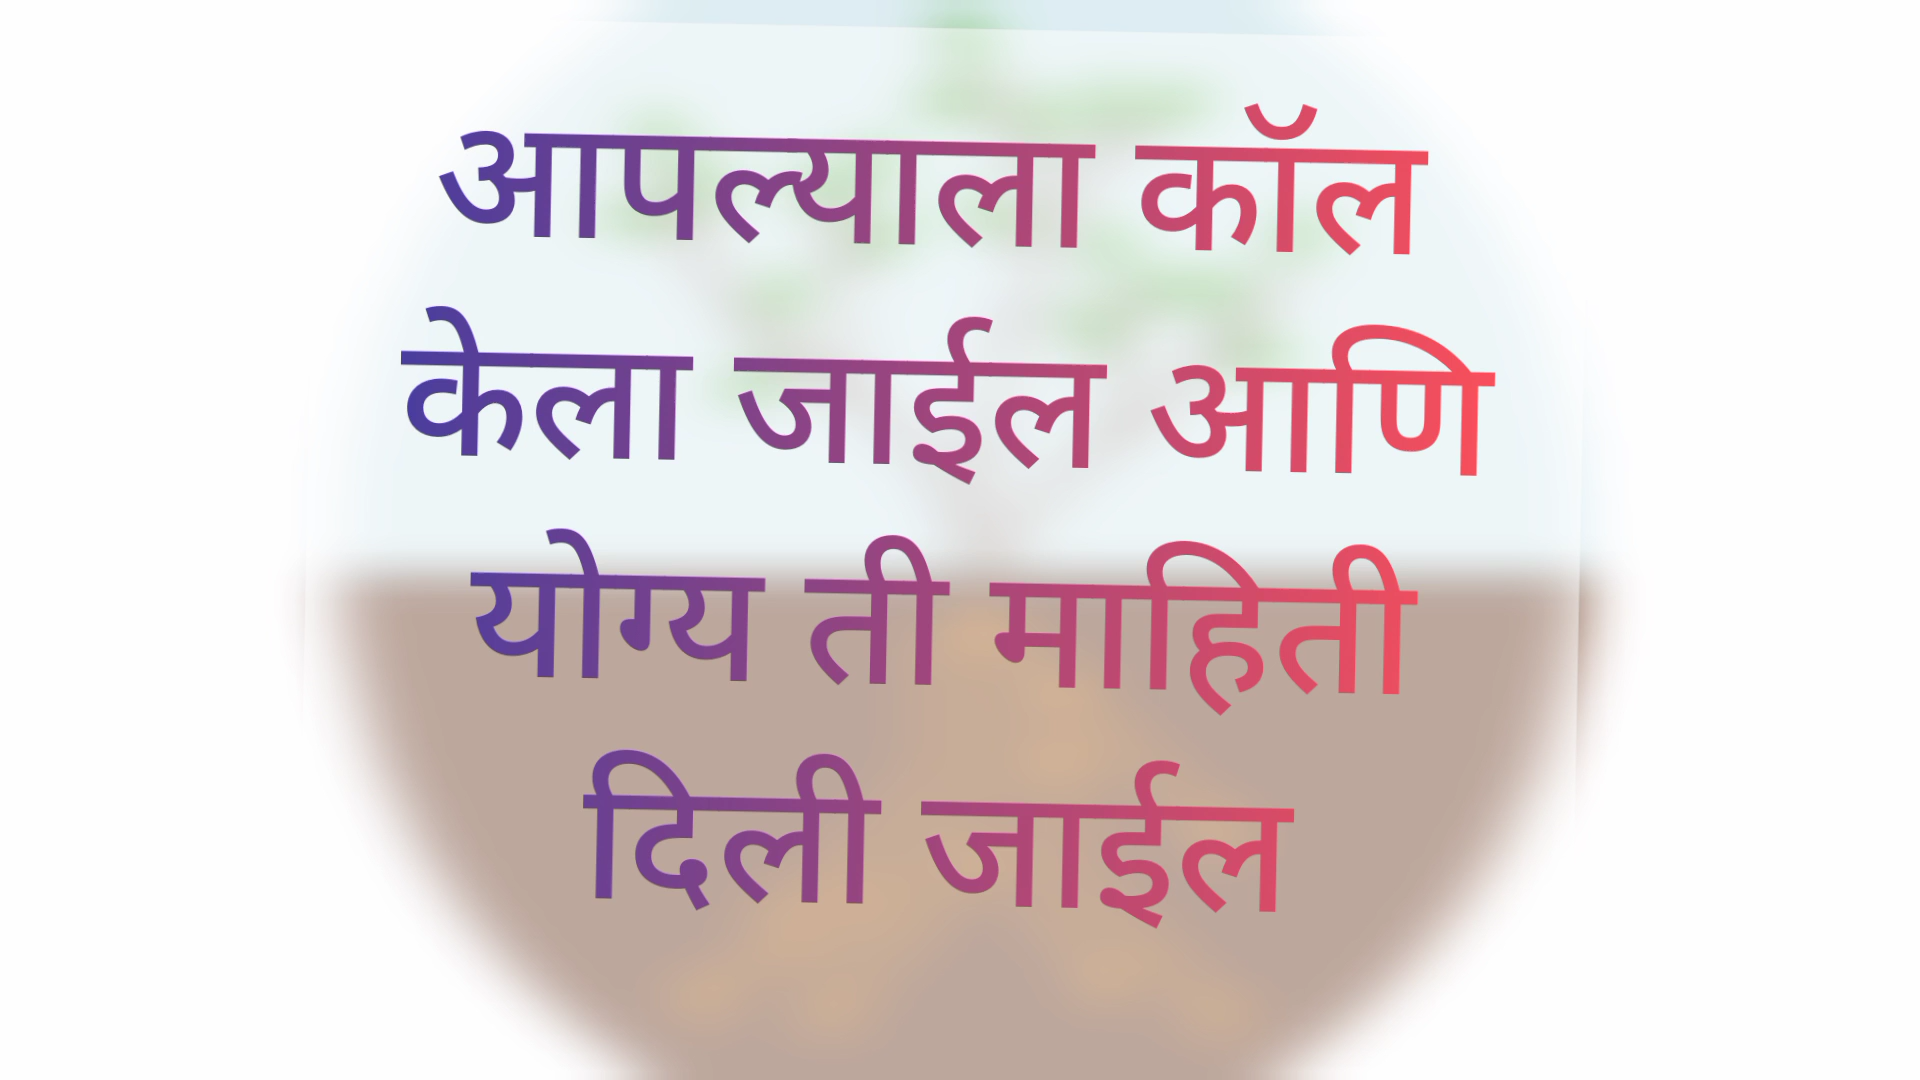 आपल्याला कॉल
केला जाईल आणि
योग्य ती माहिती
दिली जाईल